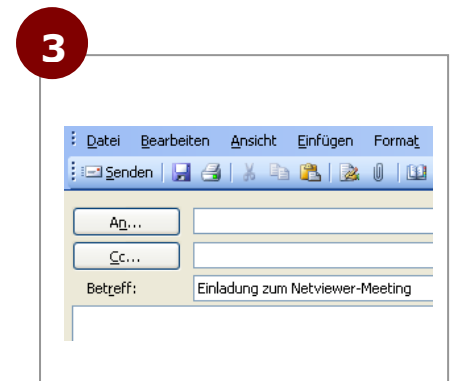 3
Datei Bearbeiten Ansicht Einfügen Format
Senden
An...
Cc...
Betreff: Einladung zum Netviewer-Meeting